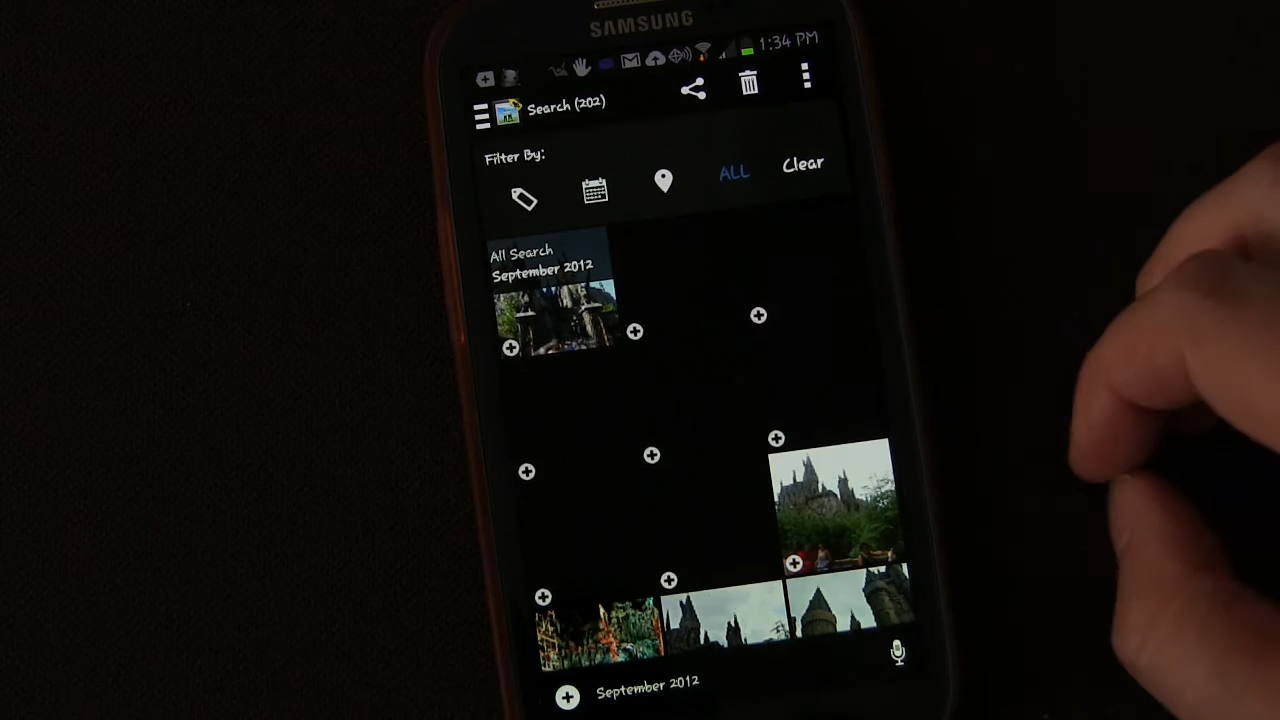 SAMSUNG
1:34 PM
Search (202)
Filter By:
ALL Clear
All Search
September 2012
September 2012